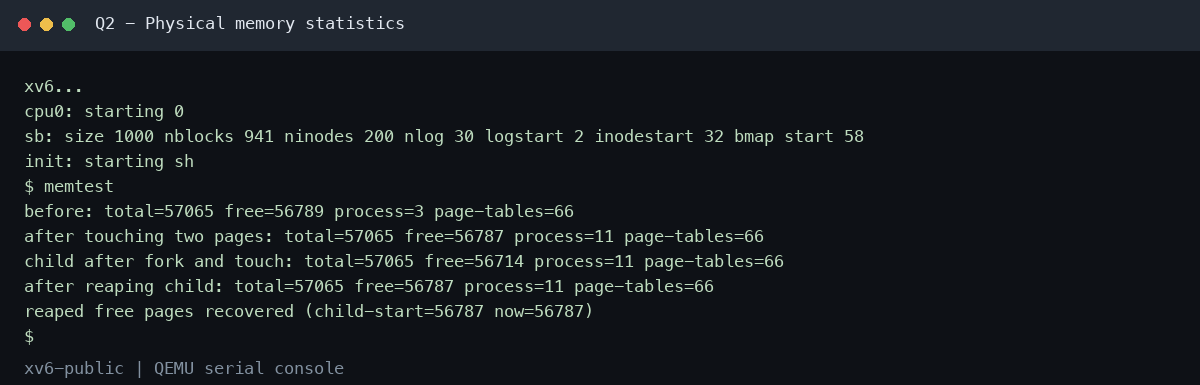 Q2 — Physical memory statistics
xv6...
cpu0: starting 0
sb: size 1000 nblocks 941 ninodes 200 nlog 30 logstart 2 inodestart 32 bmap start 58
init: starting sh
$ memtest
before: total=57065 free=56789 process=3 page-tables=66
after touching two pages: total=57065 free=56787 process=11 page-tables=66
child after fork and touch: total=57065 free=56714 process=11 page-tables=66
after reaping child: total=57065 free=56787 process=11 page-tables=66
reaped free pages recovered (child-start=56787 now=56787)
$
xv6-public | QEMU serial console